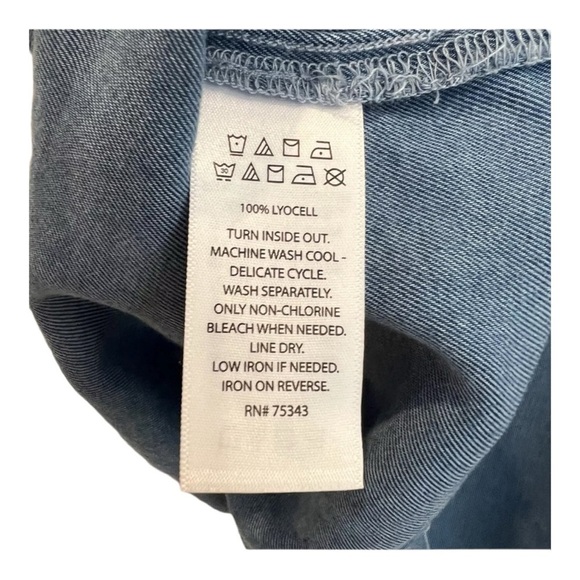 30
100% LYOCELL
TURN INSIDE OUT.
MACHINE WASH COOL -
DELICATE CYCLE.
WASH SEPARATELY.
ONLY NON-CHLORINE
BLEACH WHEN NEEDED.
LINE DRY.
LOW IRON IF NEEDED.
IRON ON REVERSE.
RN# 75343